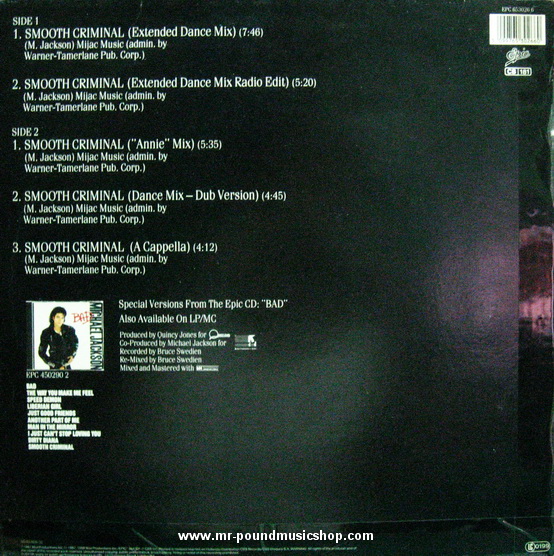 SIDE 1
1. SMOOTH CRIMINAL (Extended Dance Mix) (7:46)
(M. Jackson) Mijac Music (admin. by
Warner-Tamerlane Pub. Corp.)
2. SMOOTH CRIMINAL (Extended Dance Mix Radio Edit) (5:20)
(M. Jackson) Mijac Music (admin. by
Warner-Tamerlane Pub. Corp.)
SIDE 2
1. SMOOTH CRIMINAL ("Annie" Mix) (5:35)
(M. Jackson) Mijac Music (admin. by
Warner-Tamerlane Pub. Corp.)
2. SMOOTH CRIMINAL (Dance Mix – Dub Version) (4:45)
(M. Jackson) Mijac Music (admin. by
Warner-Tamerlane Pub. Corp.)
3. SMOOTH CRIMINAL (A Cappella) (4:12)
(M. Jackson) Mijac Music (admin. by
Warner-Tamerlane Pub. Corp.)
EPC 653026 6
Epic
CB 181
BAD
MICHAEL JACKSON
EPC 450290 2
Special Versions From The Epic CD: "BAD"
Also Available On LP/MC
Produced by Quincy Jones for
Co-Produced by Michael Jackson for
Recorded by Bruce Swedien
Re-Mixed by Bruce Swedien
Mixed and Mastered with
BAD
THE WAY YOU MAKE ME FEEL
SPEED DEMON
LIBERIAN GIRL
JUST GOOD FRIENDS
ANOTHER PART OF ME
MAN IN THE MIRROR
I JUST CAN'T STOP LOVING YOU
DIRTY DIANA
SMOOTH CRIMINAL
www.mr-poundmusicshop.com
0199